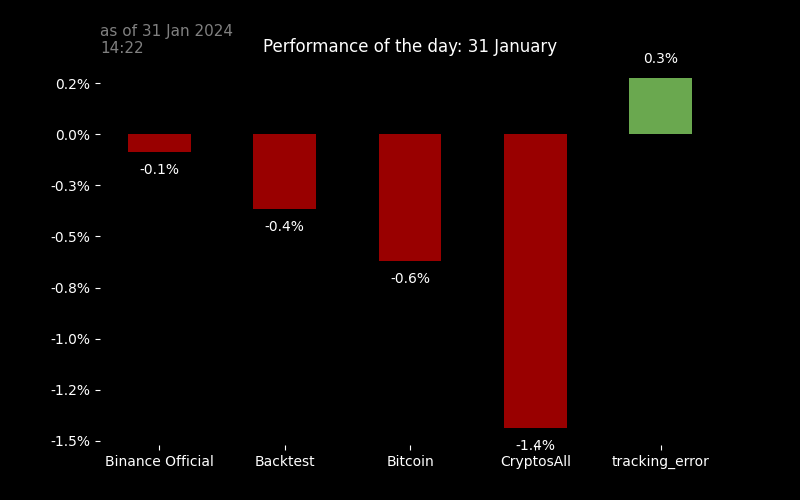 as of 31 Jan 2024
14:22
Performance of the day: 31 January
0.3%
0.2%
0.0%
-0.1%
-0.3%
-0.4%
-0.5%
-0.6%
-0.8%
-1.0%
-1.2%
-1.4%
-1.5%
Binance Official
Backtest
Bitcoin
CryptosAll
tracking_error